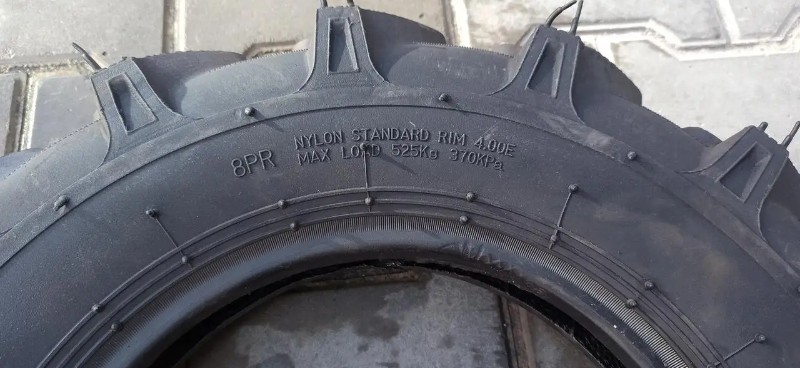 8PR
NYLON STANDARD RIM 4.00E
MAX LOAD 525Kg 370KPa